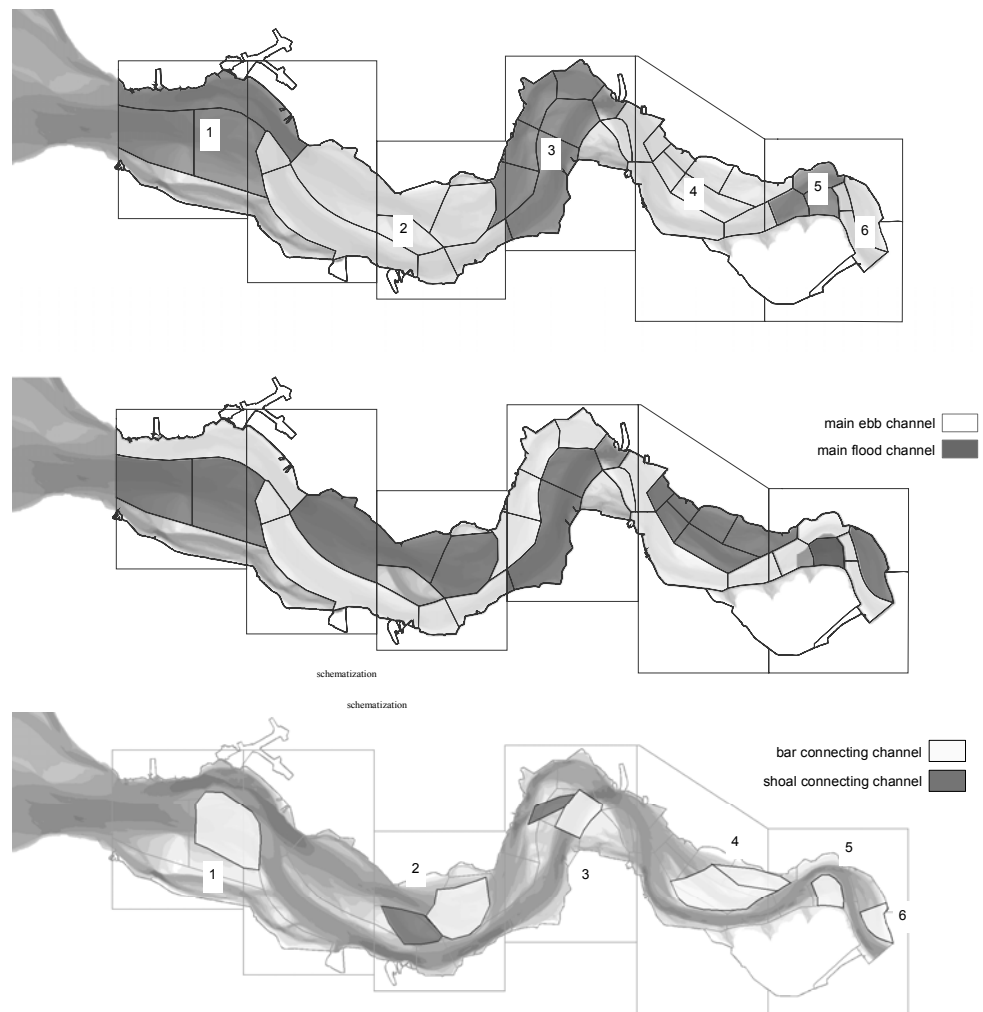 1
2
3
4
5
6
main ebb channel
main flood channel
schematization
schematization
bar connecting channel
shoal connecting channel
1
2
3
4
5
6